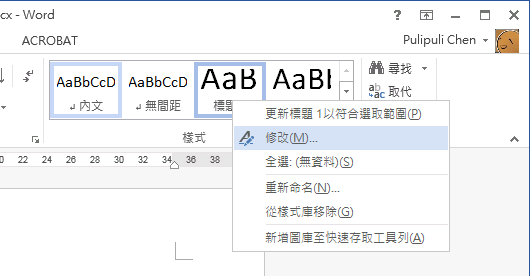 cx - Word
ACROBAT
Pulipuli Chen
AaBbCcD
AaBbCcD
AaB
AaBb
內文
無間距
標題
尋找
取代
樣式
更新標題 1以符合選取範圍(P)
修改(M)...
全選: (無資料)(S)
重新命名(N)...
從樣式庫移除(G)
新增圖庫至快速存取工具列(A)
20 22 24 26 28 30 32 34 36 38